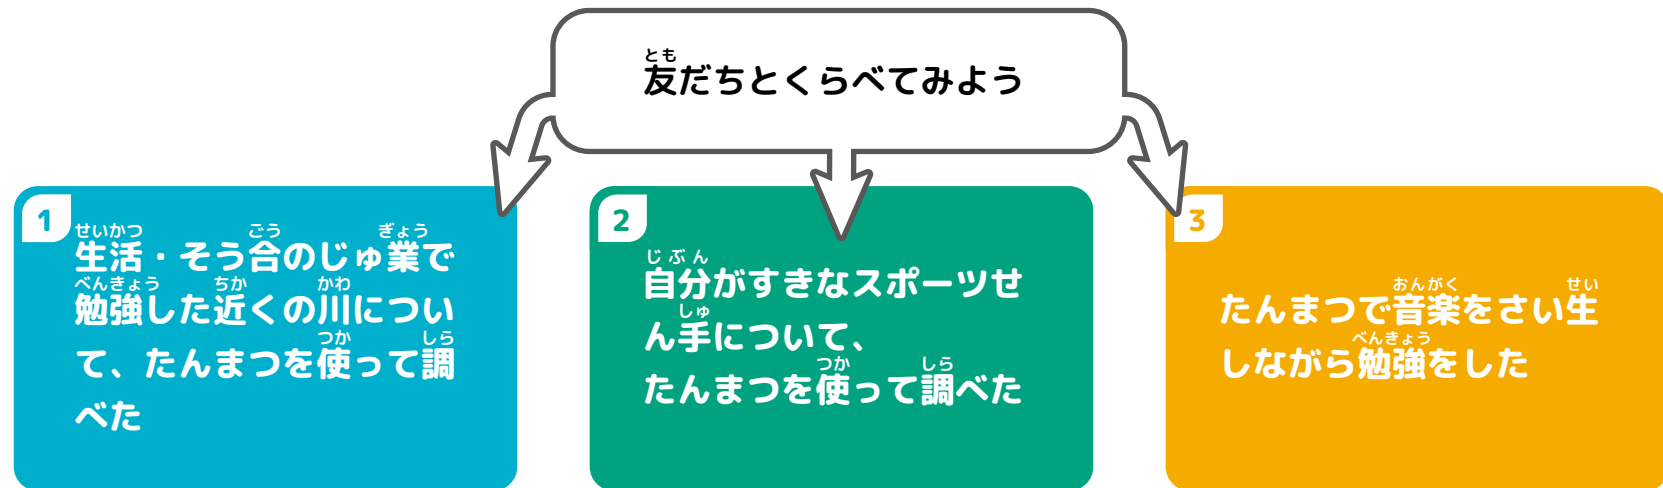 とも
友だちとくらべてみよう
1
せいかつ ごう ぎょう
生活・そう合のじゅ業で
べんきょう ちか かわ
勉強した近くの川につい
つか しら
て、たんまつを使って調
べた
2
じぶん
自分がすきなスポーツせ
しゅ
ん手について、
つか しら
たんまつを使って調べた
3
おんがく せい
たんまつで音楽をさい生
べんきょう
しながら勉強をした